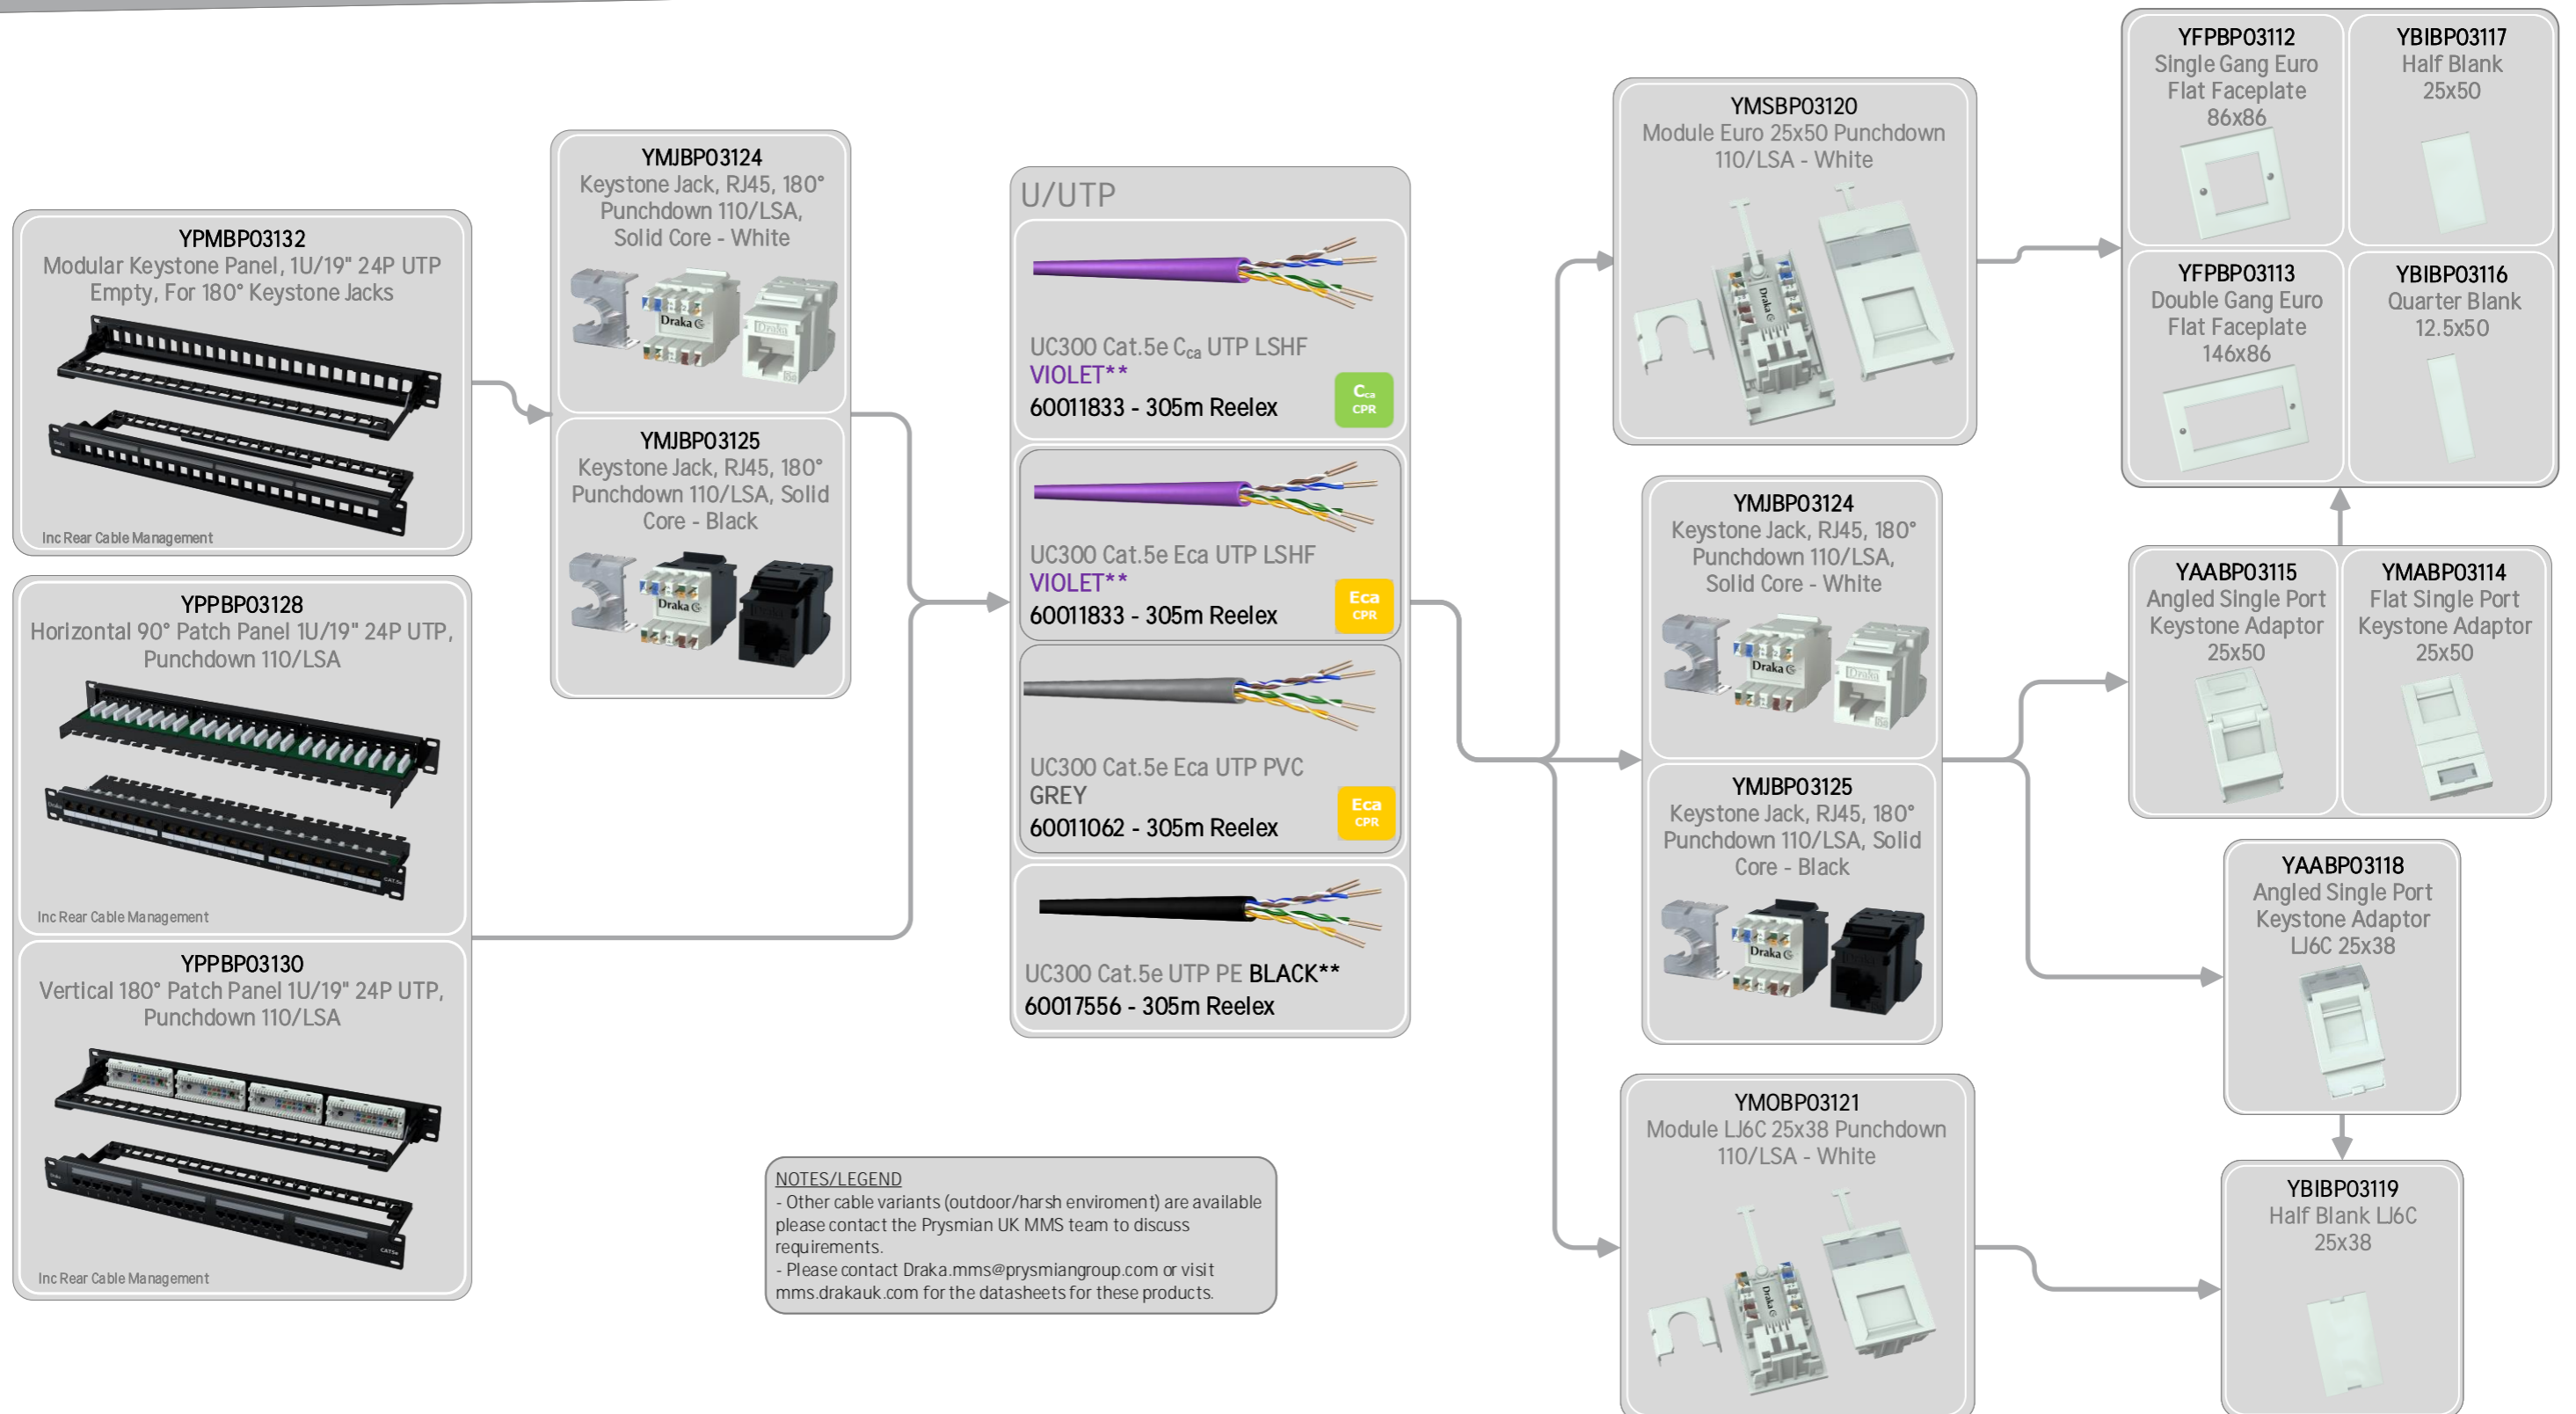 YPMBP03132
Modular Keystone Panel, 1U/19" 24P UTP
Empty, For 180° Keystone Jacks
Inc Rear Cable Management
YPPBP03128
Horizontal 90° Patch Panel 1U/19" 24P UTP,
Punchdown 110/LSA
Inc Rear Cable Management
YPPBP03130
Vertical 180° Patch Panel 1U/19" 24P UTP,
Punchdown 110/LSA
Inc Rear Cable Management
YMJBP03124
Keystone Jack, RJ45, 180°
Punchdown 110/LSA,
Solid Core - White
Draka
Draka
YMJBP03125
Keystone Jack, RJ45, 180°
Punchdown 110/LSA, Solid
Core - Black
Draka
U/UTP
UC300 Cat.5e Cca UTP LSHF
VIOLET**
60011833 - 305m Reelex
Cca
CPR
UC300 Cat.5e Eca UTP LSHF
VIOLET**
60011833 - 305m Reelex
Eca
CPR
UC300 Cat.5e Eca UTP PVC
GREY
60011062 - 305m Reelex
Eca
CPR
UC300 Cat.5e UTP PE BLACK**
60017556 - 305m Reelex
NOTES/LEGEND
- Other cable variants (outdoor/harsh enviroment) are available
please contact the Prysmian UK MMS team to discuss
requirements.
- Please contact Draka.mms@prysmiangroup.com or visit
mms.drakauk.com for the datasheets for these products.
YMSBP03120
Module Euro 25x50 Punchdown
110/LSA - White
Draka
YMJBP03124
Keystone Jack, RJ45, 180°
Punchdown 110/LSA,
Solid Core - White
Draka
Draka
YMJBP03125
Keystone Jack, RJ45, 180°
Punchdown 110/LSA, Solid
Core - Black
Draka
YMOBP03121
Module LJ6C 25x38 Punchdown
110/LSA - White
Draka
YFPBP03112
Single Gang Euro
Flat Faceplate
86x86
YBIBP03117
Half Blank
25x50
YFPBP03113
Double Gang Euro
Flat Faceplate
146x86
YBIBP03116
Quarter Blank
12.5x50
YAABP03115
Angled Single Port
Keystone Adaptor
25x50
YMABP03114
Flat Single Port
Keystone Adaptor
25x50
YAABP03118
Angled Single Port
Keystone Adaptor
LJ6C 25x38
YBIBP03119
Half Blank LJ6C
25x38